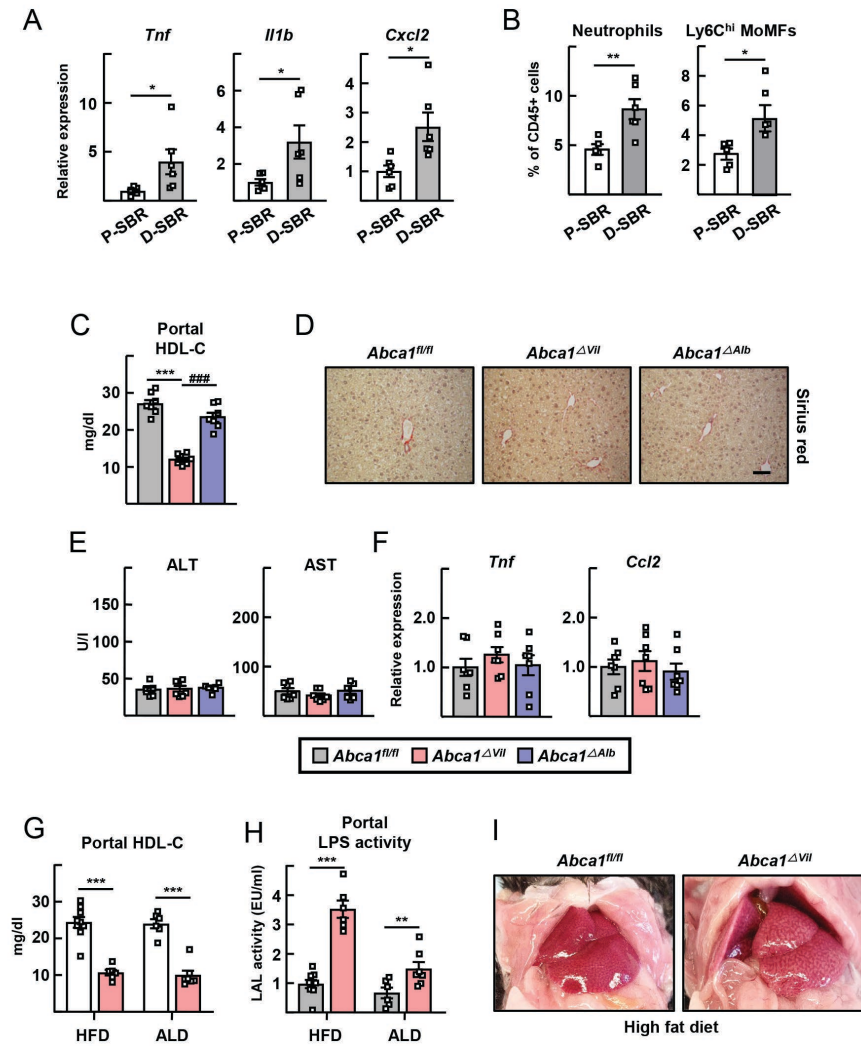 A
Tnf
Il1b
Cxcl2
Relative expression
10
5
*
6
4
2
*
4
3
2
1
*
P-SBR
D-SBR
P-SBR
D-SBR
P-SBR
D-SBR
B
Neutrophils
Ly6Chi MoMFs
% of CD45+ cells
10
5
**
8
6
4
2
*
P-SBR
D-SBR
P-SBR
D-SBR
C
Portal
HDL-C
mg/dl
30
20
10
*** ###
D
Abca1fl/fl
Abca1△Vil
Abca1△Alb
Sirius red
E
ALT
AST
U/l
150
100
50
200
100
F
Tnf
Ccl2
Relative expression
2.0
1.0
2.0
1.0
Abca1fl/fl
Abca1△Vil
Abca1△Alb
G
Portal HDL-C
mg/dl
30
20
10
***
***
HFD
ALD
H
Portal
LPS activity
LAL activity (EU/ml)
4
3
2
1
***
**
HFD
ALD
I
Abca1fl/fl
Abca1△Vil
High fat diet